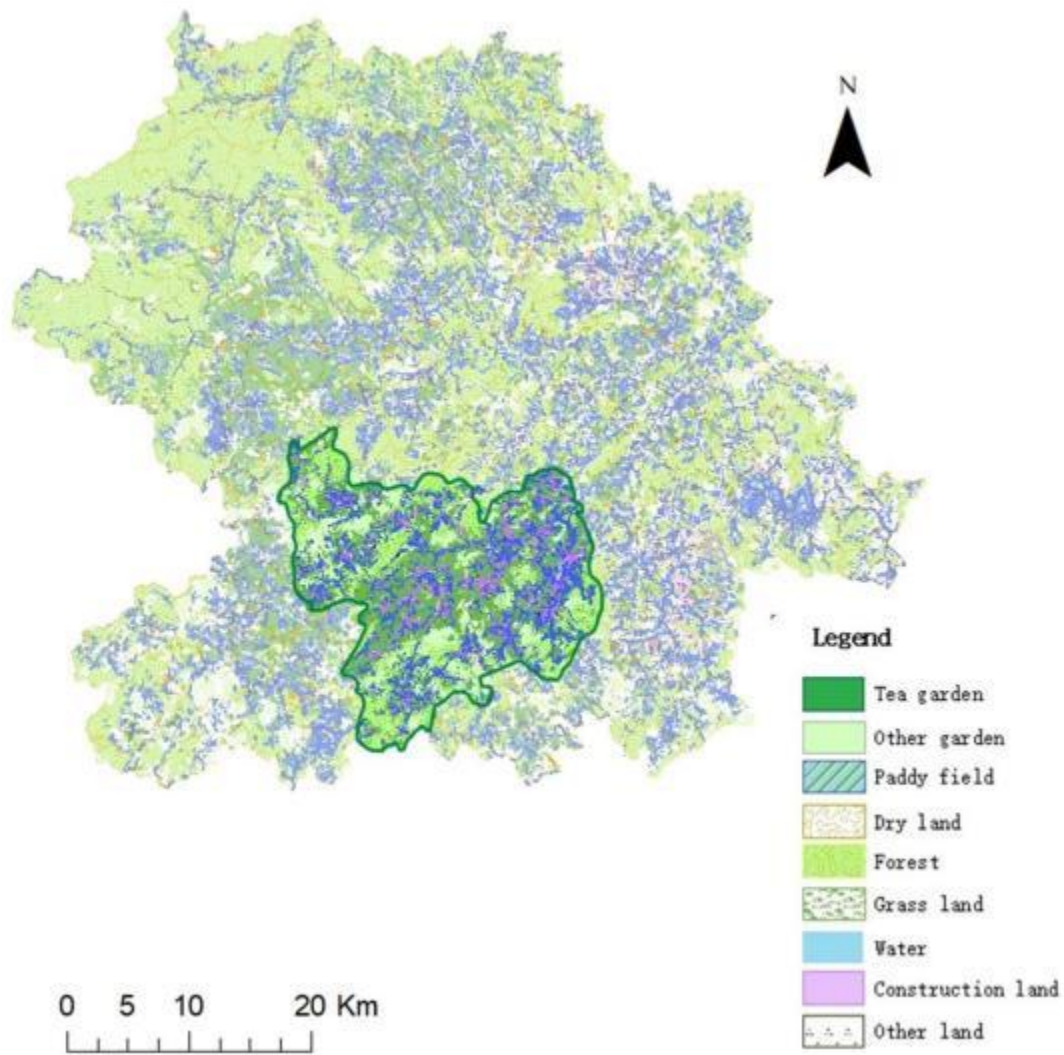 N
Legend
Tea garden
Other garden
Paddy field
Dry land
Forest
Grass land
Water
Construction land
Other land
0 5 10 20 Km